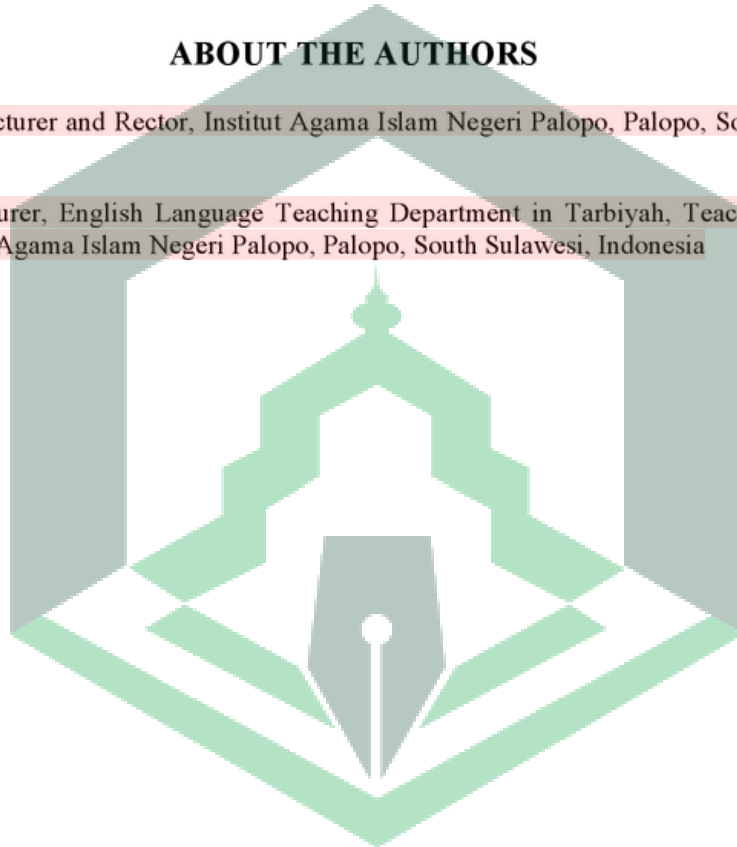 ABOUT THE AUTHORS
cturer and Rector, Institut Agama Islam Negeri Palopo, Palopo, So
urer, English Language Teaching Department in Tarbiyah, Teac
Agama Islam Negeri Palopo, Palopo, South Sulawesi, Indonesia